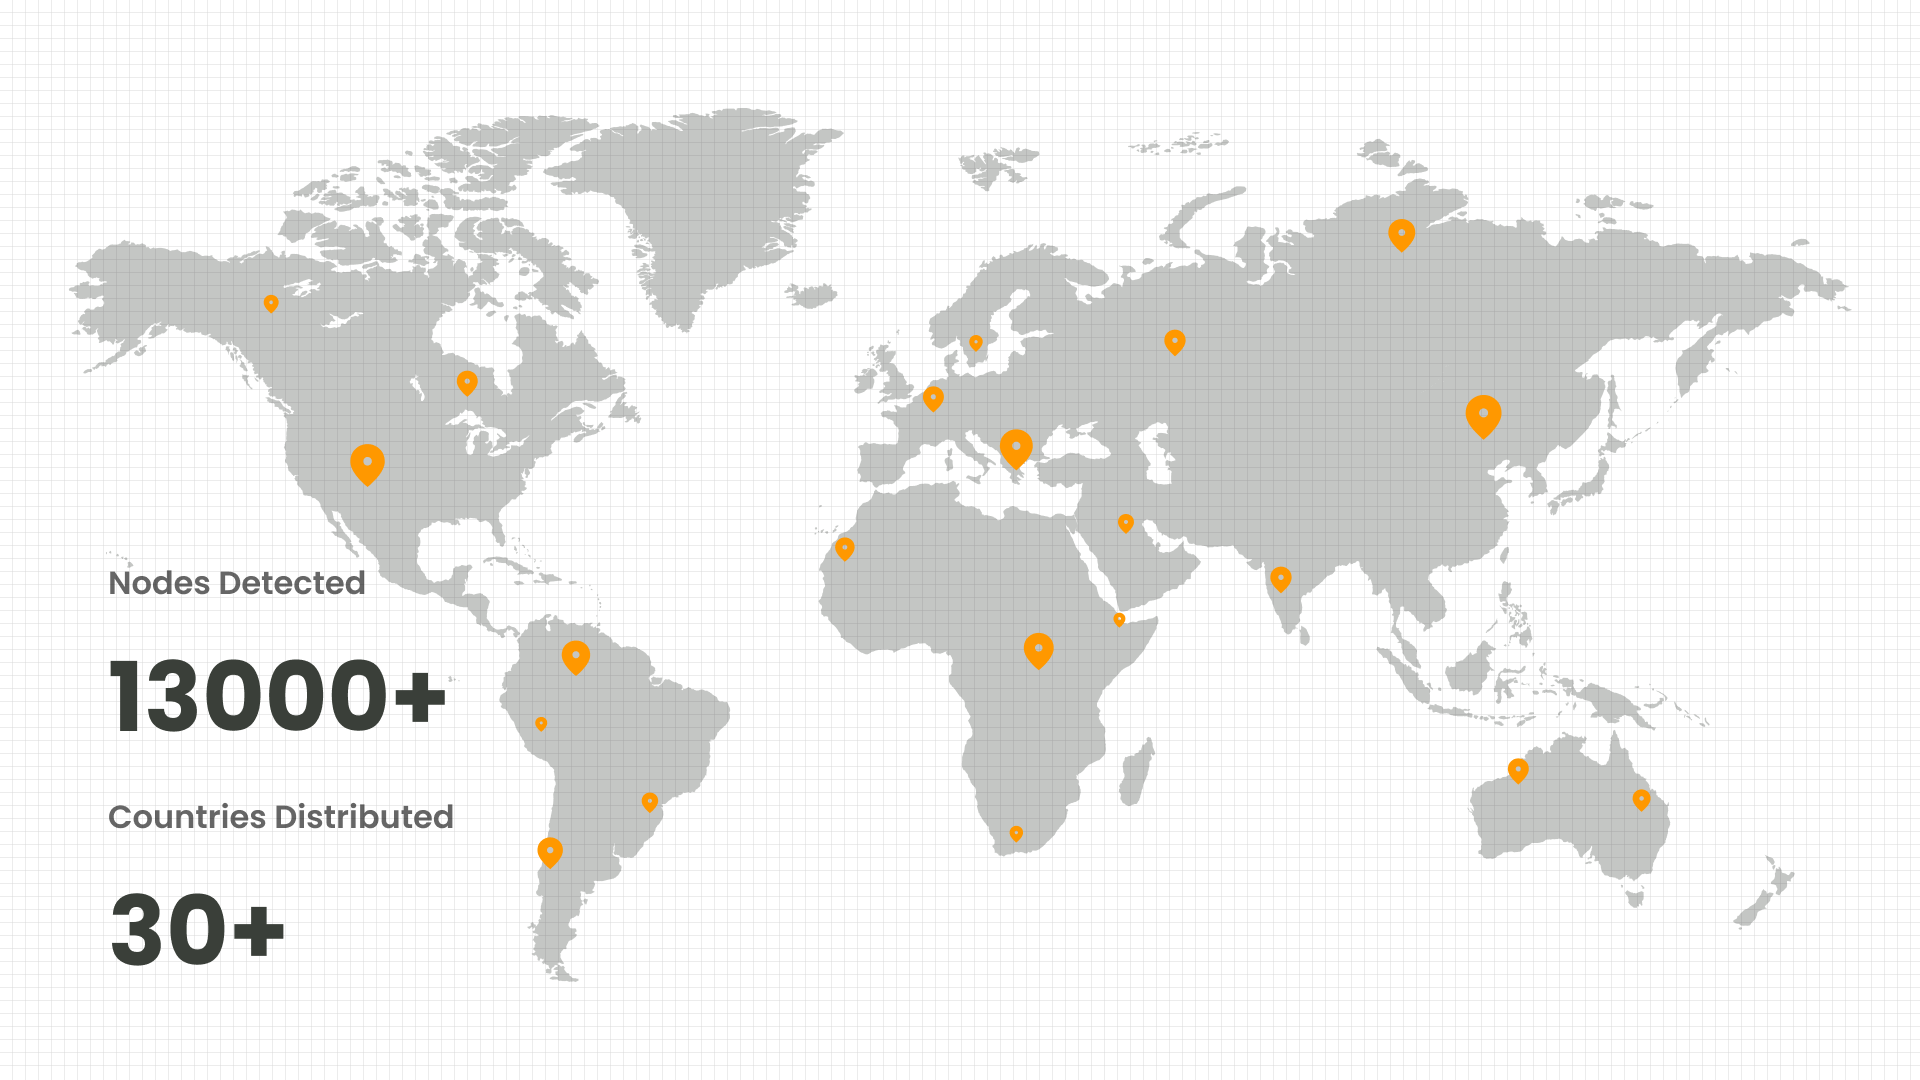 Nodes Detected
13000+
Countries Distributed
30+